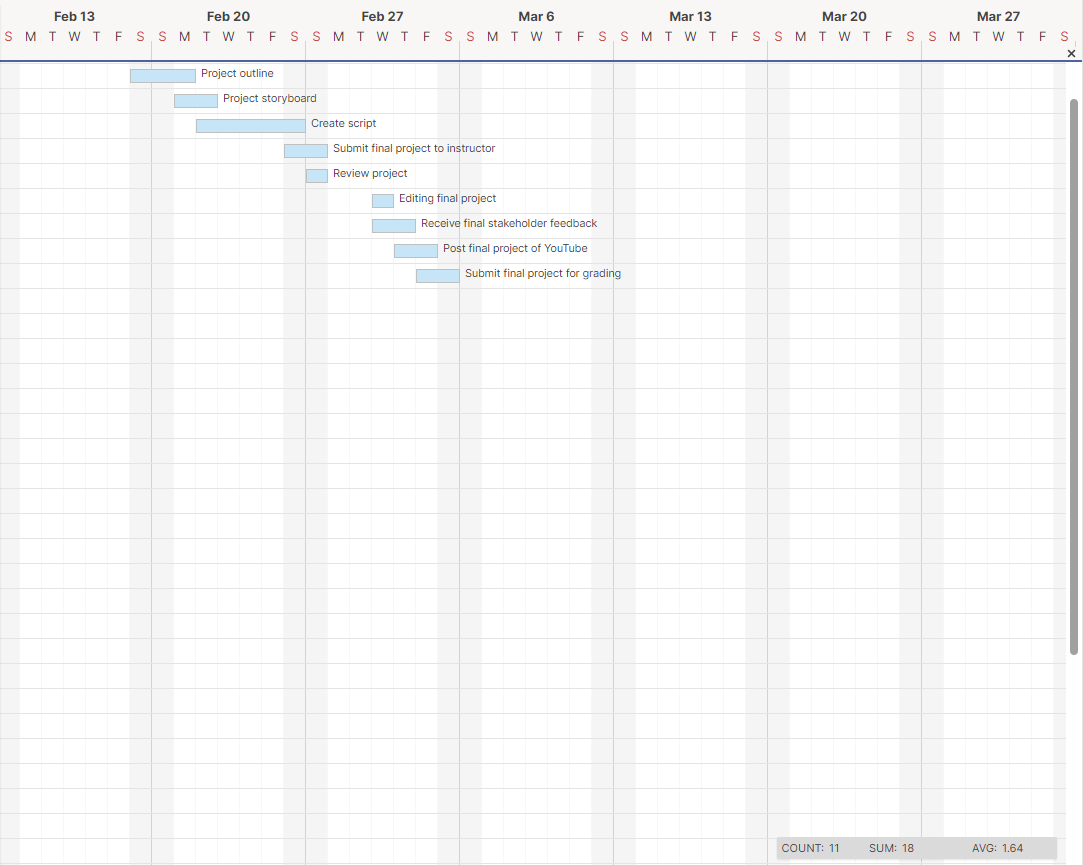 Feb 13 Feb 20 Feb 27 Mar 6 Mar 13 Mar 20 Mar 27
S M T W T F S S M T W T F S S M T W T F S S M T W T F S S M T W T F S S M T W T F S S M T W T F S
×
Project outline
Project storyboard
Create script
Submit final project to instructor
Review project
Editing final project
Receive final stakeholder feedback
Post final project of YouTube
Submit final project for grading
COUNT: 11 SUM: 18 AVG: 1.64